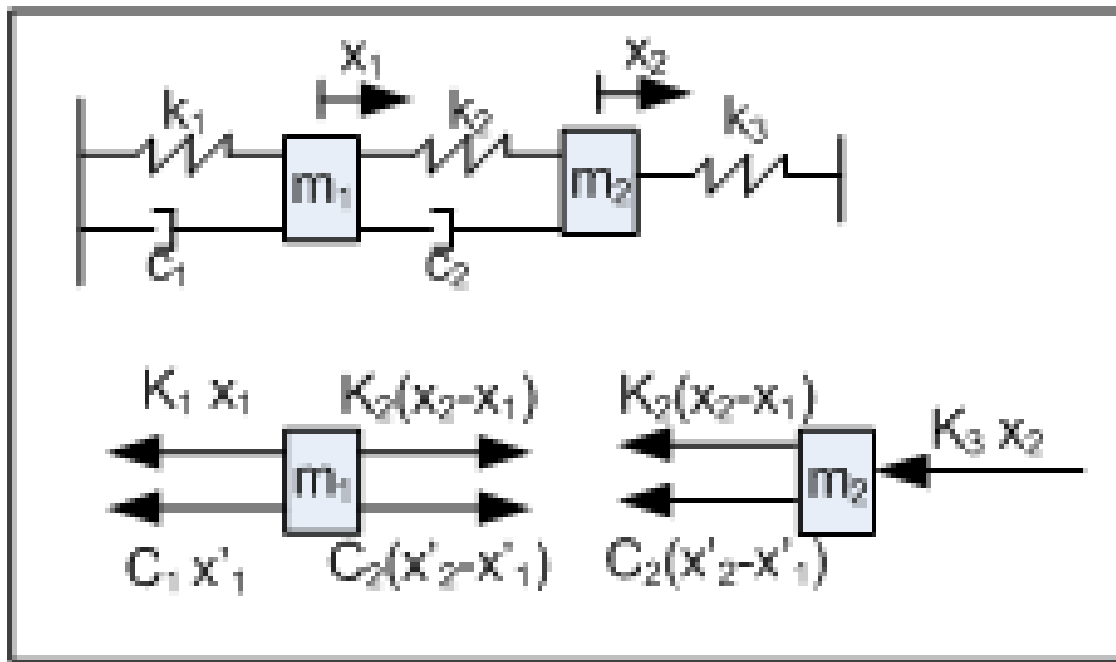 x₁ x₂
k₁ k₂ k₃
m₁ m₂
c₁ c₂
K₁ x₁ K₂(x₂-x₁) K₂(x₂-x₁) K₃ x₂
m₁ m₂
C₁ x'₁ C₂(x'₂-x'₁) C₂(x'₂-x'₁)